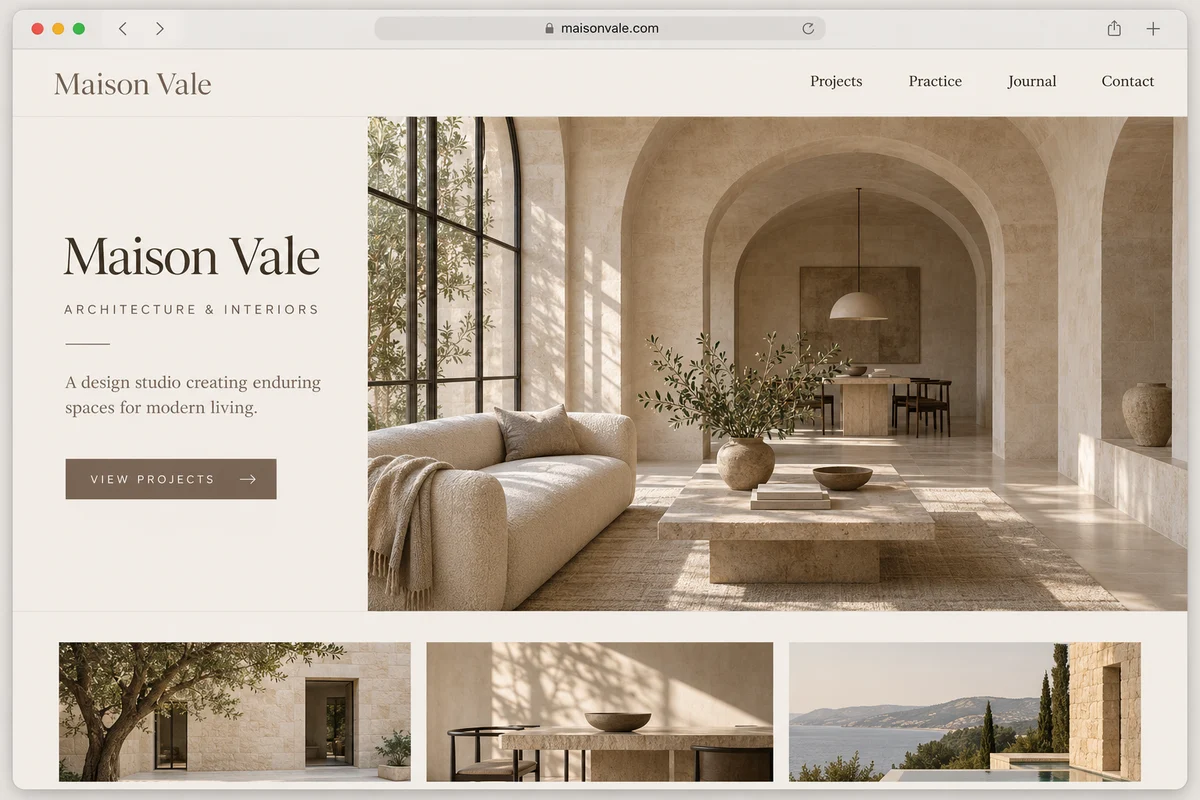 maisonvale.com
Maison Vale
Projects Practice Journal Contact
Maison Vale
ARCHITECTURE & INTERIORS
A design studio creating enduring
spaces for modern living.
VIEW PROJECTS